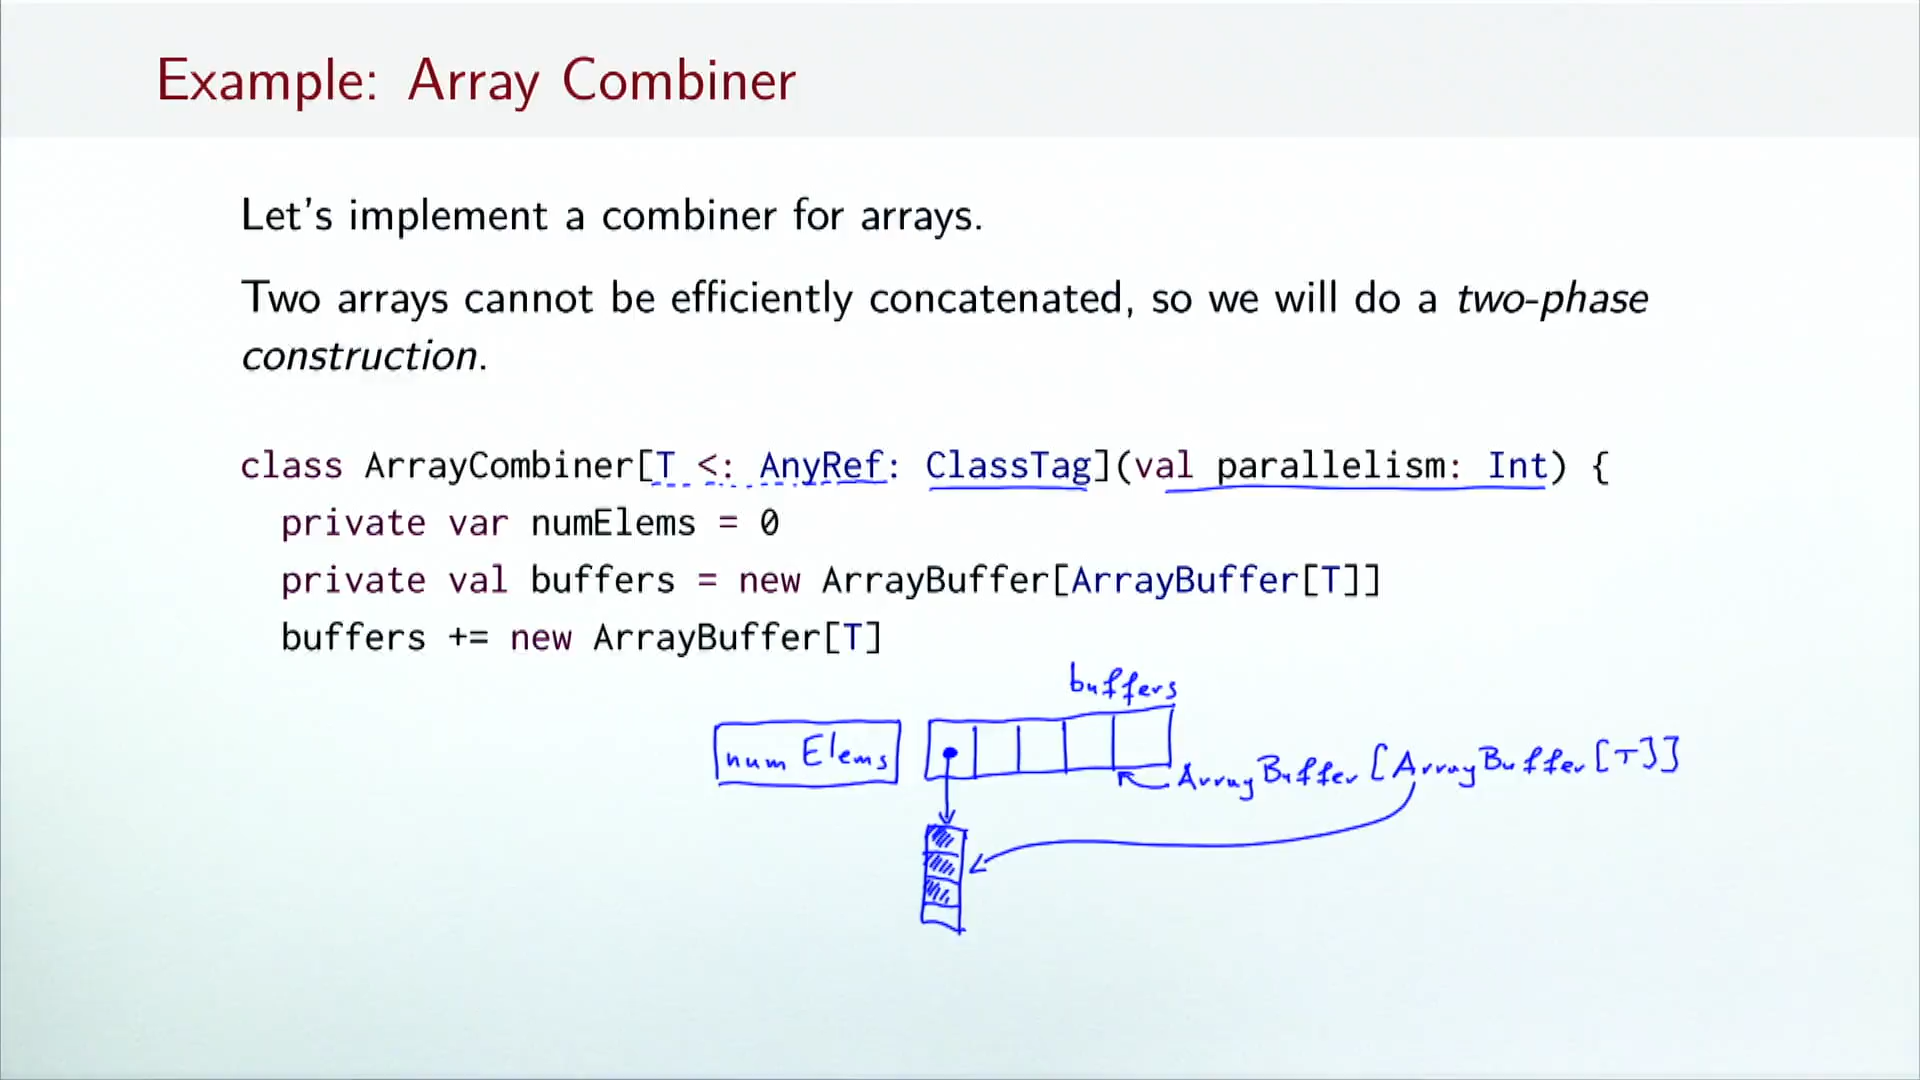 Example: Array Combiner
Let's implement a combiner for arrays.
Two arrays cannot be efficiently concatenated, so we will do a two-phase
construction.
class ArrayCombiner[T <: AnyRef: ClassTag](val parallelism: Int) {
private var numElems = 0
private val buffers = new ArrayBuffer[ArrayBuffer[T]]
buffers += new ArrayBuffer[T]
buffers
numElems
ArrayBuffer[ArrayBuffer[T]]